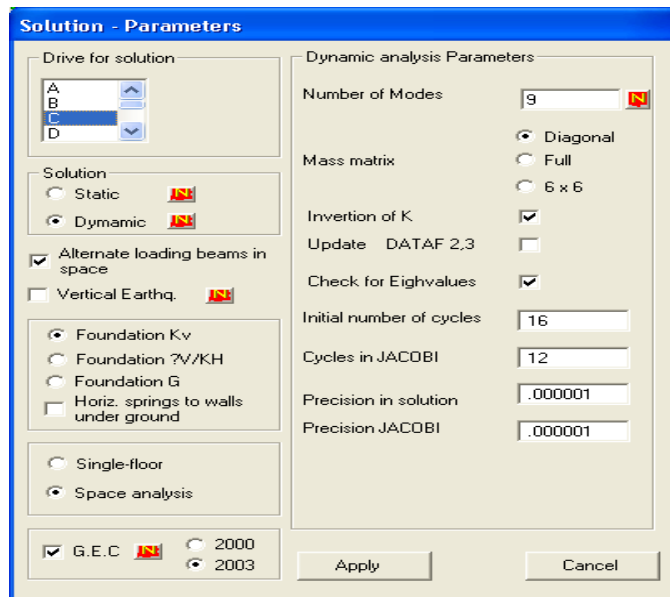 Solution - Parameters
Drive for solution
A
B
C
D
Solution
Static
Dymamic
Alternate loading beams in
space
Vertical Earthq.
Foundation Kv
Foundation ?V/KH
Foundation G
Horiz. springs to walls
under ground
Single-floor
Space analysis
G.E.C
2000
2003
Dynamic analysis Parameters
Number of Modes
9
N
Mass matrix
Diagonal
Full
6 x 6
Invertion of K
Update DATAF 2,3
Check for Eighvalues
Initial number of cycles
16
Cycles in JACOBI
12
Precision in solution
.000001
Precision JACOBI
.000001
Apply
Cancel